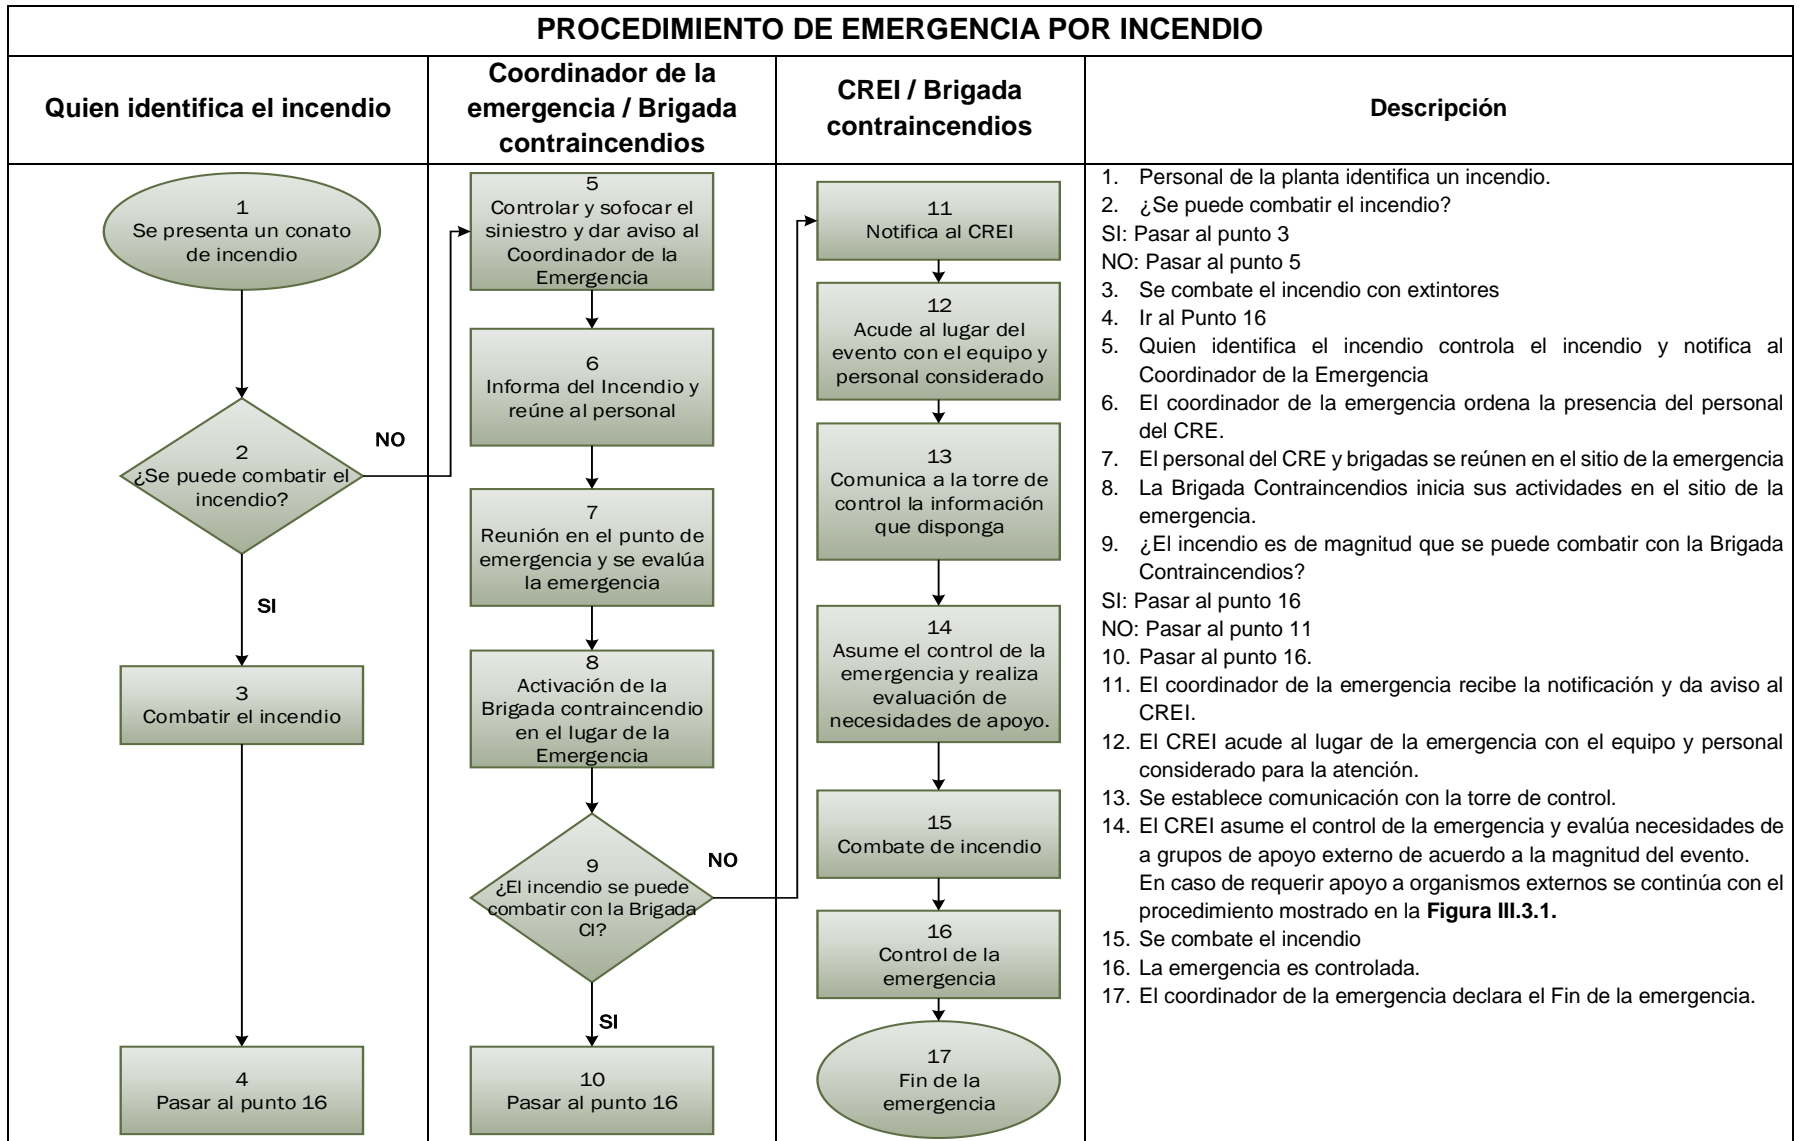 PROCEDIMIENTO DE EMERGENCIA POR INCENDIO
Quien identifica el incendio
Coordinador de la
emergencia / Brigada
contraincendios
CREI / Brigada
contraincendios
Descripción
1
Se presenta un conato
de incendio
2
¿Se puede combatir el
incendio?
NO
SI
3
Combatir el incendio
4
Pasar al punto 16
5
Controlar y sofocar el
siniestro y dar aviso al
Coordinador de la
Emergencia
6
Informa del Incendio y
reúne al personal
7
Reunión en el punto de
emergencia y se evalúa
la emergencia
8
Activación de la
Brigada contraincendio
en el lugar de la
Emergencia
9
¿El incendio se puede
combatir con la Brigada
CI?
NO
SI
10
Pasar al punto 16
11
Notifica al CREI
12
Acude al lugar del
evento con el equipo y
personal considerado
13
Comunica a la torre de
control la información
que disponga
14
Asume el control de la
emergencia y realiza
evaluación de
necesidades de apoyo.
15
Combate de incendio
16
Control de la
emergencia
17
Fin de la
emergencia
1. Personal de la planta identifica un incendio.
2. ¿Se puede combatir el incendio?
SI: Pasar al punto 3
NO: Pasar al punto 5
3. Se combate el incendio con extintores
4. Ir al Punto 16
5. Quien identifica el incendio controla el incendio y notifica al
Coordinador de la Emergencia
6. El coordinador de la emergencia ordena la presencia del personal
del CRE.
7. El personal del CRE y brigadas se reúnen en el sitio de la emergencia
8. La Brigada Contraincendios inicia sus actividades en el sitio de la
emergencia.
9. ¿El incendio es de magnitud que se puede combatir con la Brigada
Contraincendios?
SI: Pasar al punto 16
NO: Pasar al punto 11
10. Pasar al punto 16.
11. El coordinador de la emergencia recibe la notificación y da aviso al
CREI.
12. El CREI acude al lugar de la emergencia con el equipo y personal
considerado para la atención.
13. Se establece comunicación con la torre de control.
14. El CREI asume el control de la emergencia y evalúa necesidades de
a grupos de apoyo externo de acuerdo a la magnitud del evento.
En caso de requerir apoyo a organismos externos se continúa con el
procedimiento mostrado en la Figura III.3.1.
15. Se combate el incendio
16. La emergencia es controlada.
17. El coordinador de la emergencia declara el Fin de la emergencia.